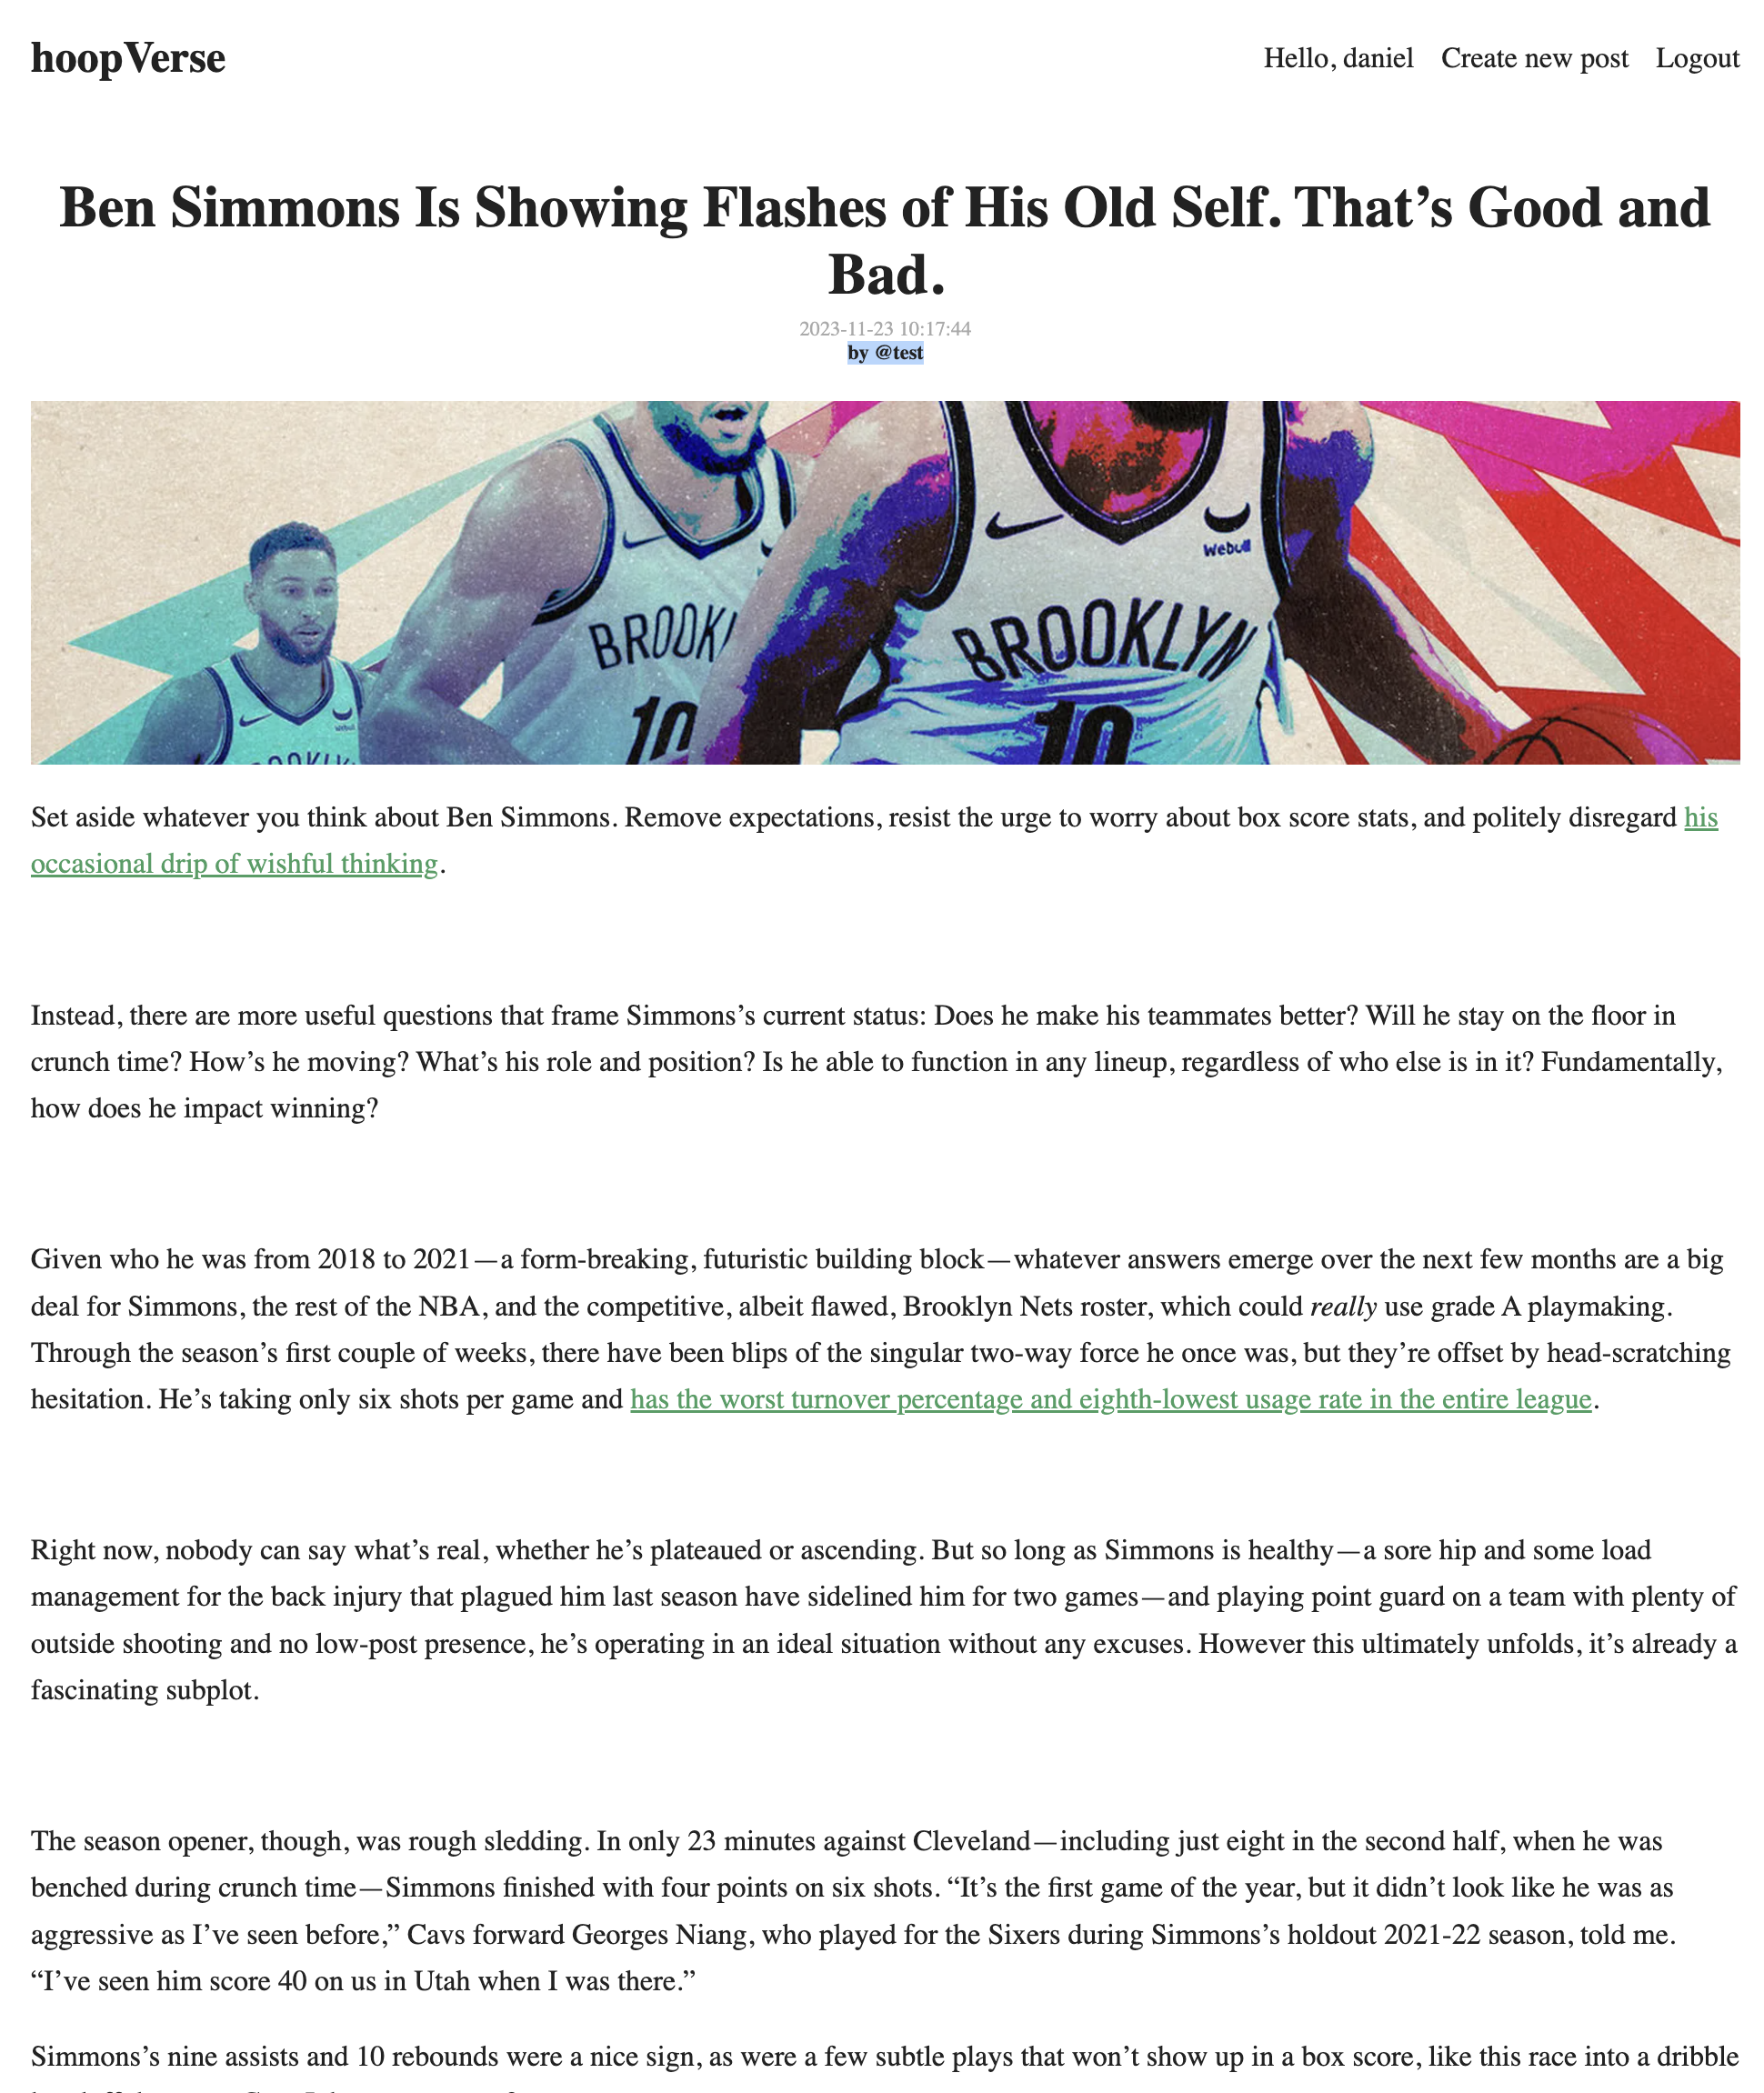 hoopVerse
Hello, daniel Create new post Logout
Ben Simmons Is Showing Flashes of His Old Self. That’s Good and
Bad.
2023-11-23 10:17:44
by @test
Webull
BROOK
BROOKLYN
10
10
Set aside whatever you think about Ben Simmons. Remove expectations, resist the urge to worry about box score stats, and politely disregard his
occasional drip of wishful thinking.
Instead, there are more useful questions that frame Simmons’s current status: Does he make his teammates better? Will he stay on the floor in
crunch time? How’s he moving? What’s his role and position? Is he able to function in any lineup, regardless of who else is in it? Fundamentally,
how does he impact winning?
Given who he was from 2018 to 2021—a form-breaking, futuristic building block—whatever answers emerge over the next few months are a big
deal for Simmons, the rest of the NBA, and the competitive, albeit flawed, Brooklyn Nets roster, which could really use grade A playmaking.
Through the season’s first couple of weeks, there have been blips of the singular two-way force he once was, but they’re offset by head-scratching
hesitation. He’s taking only six shots per game and has the worst turnover percentage and eighth-lowest usage rate in the entire league.
Right now, nobody can say what’s real, whether he’s plateaued or ascending. But so long as Simmons is healthy—a sore hip and some load
management for the back injury that plagued him last season have sidelined him for two games—and playing point guard on a team with plenty of
outside shooting and no low-post presence, he’s operating in an ideal situation without any excuses. However this ultimately unfolds, it’s already a
fascinating subplot.
The season opener, though, was rough sledding. In only 23 minutes against Cleveland—including just eight in the second half, when he was
benched during crunch time—Simmons finished with four points on six shots. “It’s the first game of the year, but it didn’t look like he was as
aggressive as I’ve seen before,” Cavs forward Georges Niang, who played for the Sixers during Simmons’s holdout 2021-22 season, told me.
“I’ve seen him score 40 on us in Utah when I was there.”
Simmons’s nine assists and 10 rebounds were a nice sign, as were a few subtle plays that won’t show up in a box score, like this race into a dribble